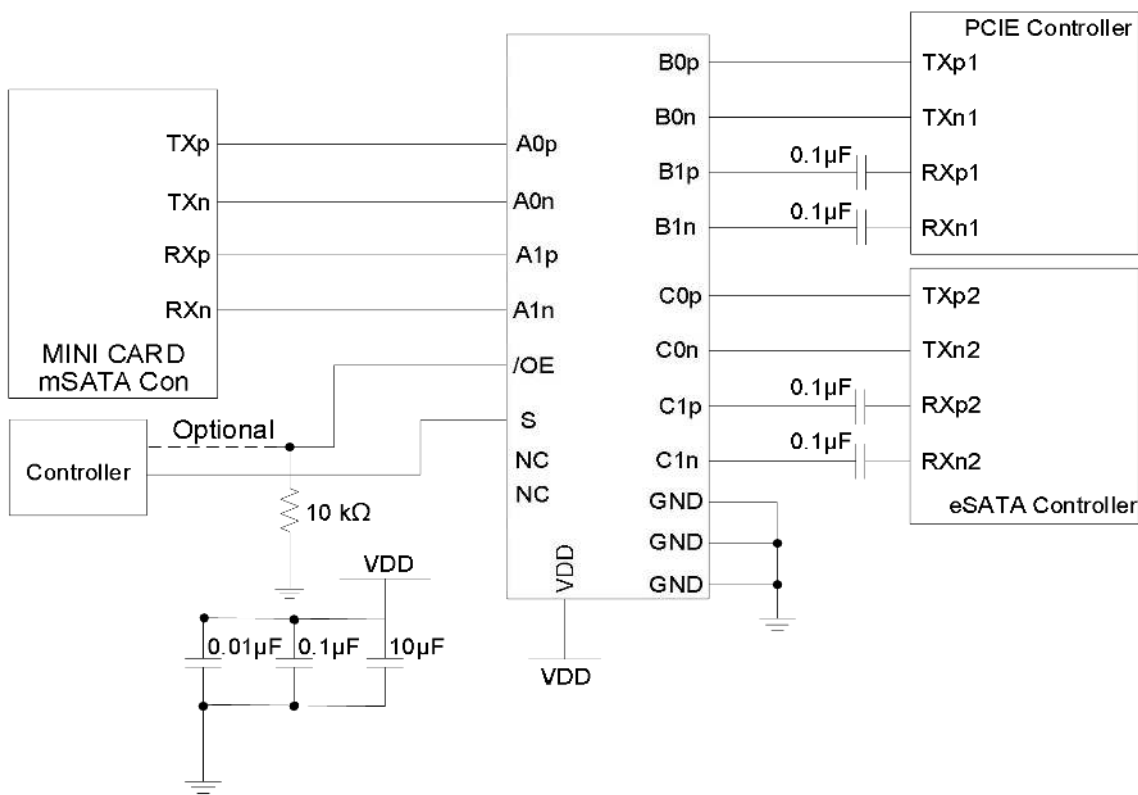 PCIE Controller
B0p
TXp1
B0n
TXn1
TXp
A0p
0.1µF
B1p
RXp1
TXn
A0n
0.1µF
B1n
RXn1
RXp
A1p
C0p
TXp2
RXn
A1n
C0n
TXn2
MINI CARD
mSATA Con
/OE
0.1µF
C1p
RXp2
Optional
S
0.1µF
Controller
NC
C1n
RXn2
NC
GND
eSATA Controller
10 kΩ
GND
VDD
VDD
GND
0.01µF
0.1µF
10µF
VDD